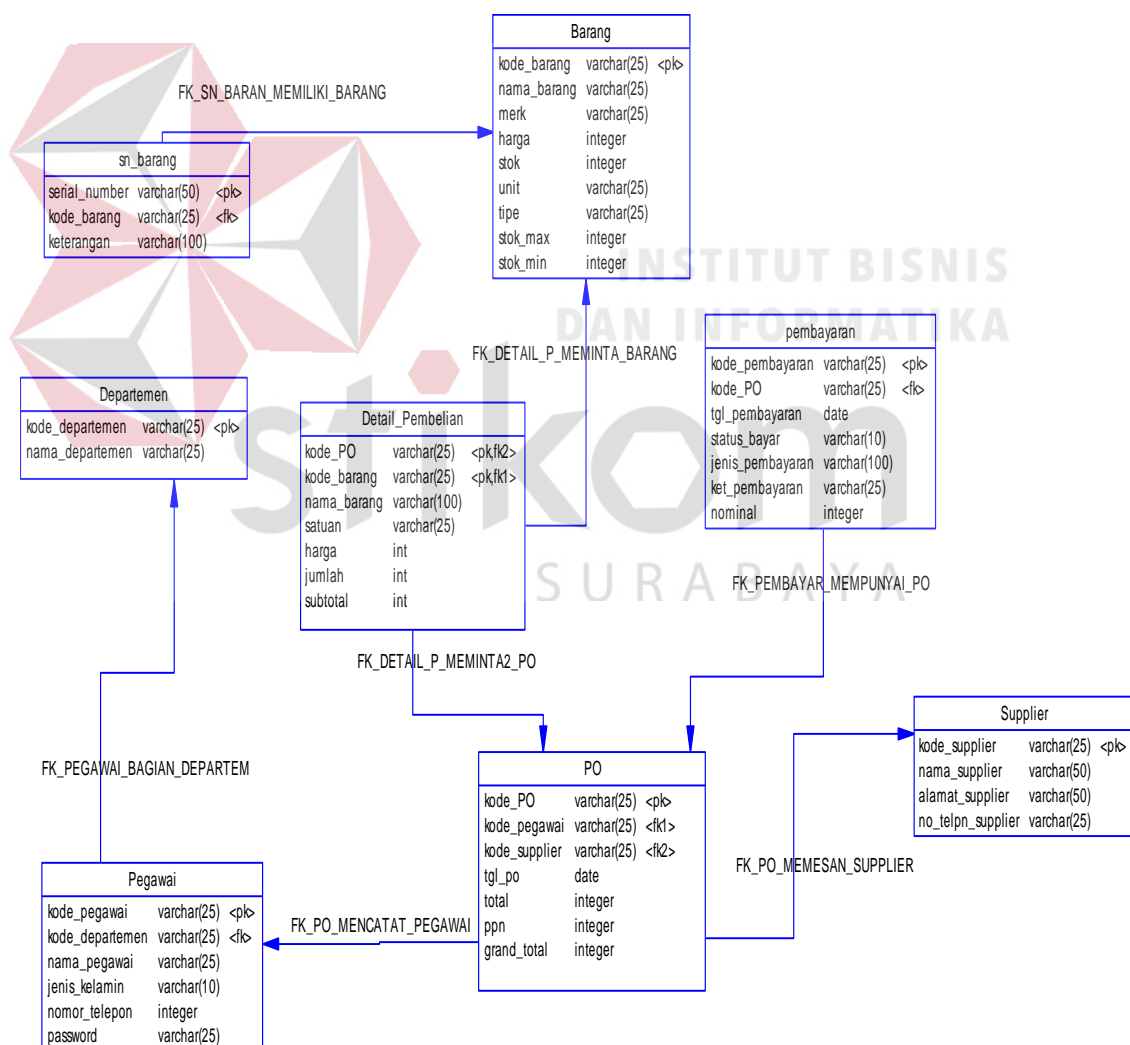 Barang
kode_barang varchar(25) <pk>
nama_barang varchar(25)
merk varchar(25)
harga integer
stok integer
unit varchar(25)
tipe varchar(25)
stok_max integer
stok_min integer
FK_SN_BARAN_MEMILIKI_BARANG
sn_barang
serial_number varchar(50) <pk>
kode_barang varchar(25) <fk>
keterangan varchar(100)
INSTITUT BISNIS
DAN INFORMATIKA
stikom
SURABAYA
FK_DETAIL_P_MEMINTA_BARANG
pembayaran
kode_pembayaran varchar(25) <pk>
kode_PO varchar(25) <fk>
tgl_pembayaran date
status_bayar varchar(10)
jenis_pembayaran varchar(100)
ket_pembayaran varchar(25)
nominal integer
Departemen
kode_departemen varchar(25) <pk>
nama_departemen varchar(25)
Detail_Pembelian
kode_PO varchar(25) <pk,fk2>
kode_barang varchar(25) <pk,fk1>
nama_barang varchar(100)
satuan varchar(25)
harga int
jumlah int
subtotal int
FK_PEMBAYAR_MEMPUNYAI_PO
FK_DETAIL_P_MEMINTA2_PO
Supplier
kode_supplier varchar(25) <pk>
nama_supplier varchar(50)
alamat_supplier varchar(50)
no_telpn_supplier varchar(25)
FK_PEGAWAI_BAGIAN_DEPARTEM
PO
kode_PO varchar(25) <pk>
kode_pegawai varchar(25) <fk1>
kode_supplier varchar(25) <fk2>
tgl_po date
total integer
ppn integer
grand_total integer
FK_PO_MEMESAN_SUPPLIER
FK_PO_MENCATAT_PEGAWAI
Pegawai
kode_pegawai varchar(25) <pk>
kode_departemen varchar(25) <fk>
nama_pegawai varchar(25)
jenis_kelamin varchar(10)
nomor_telepon integer
password varchar(25)